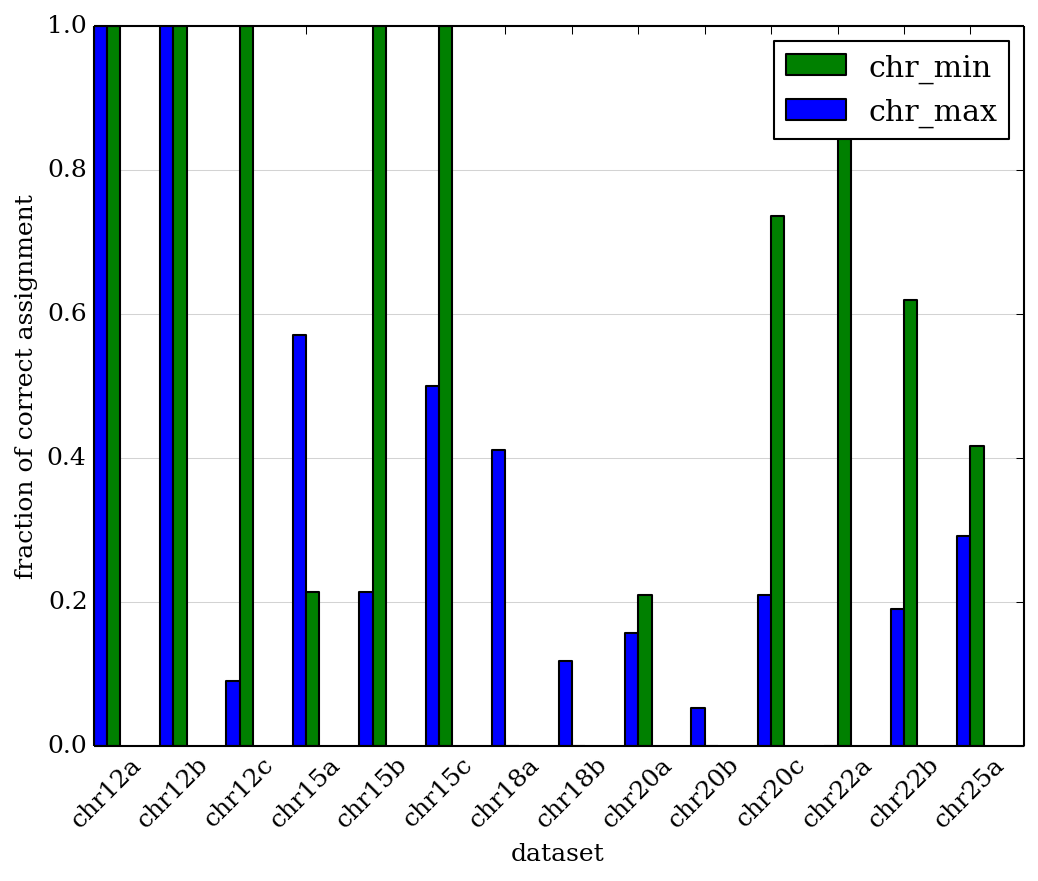 1.0
0.8
0.6
0.4
0.2
0.0
fraction of correct assignment
chr_min
chr_max
chr12a
chr12b
chr12c
chr15a
chr15b
chr15c
chr18a
chr18b
chr20a
chr20b
chr20c
chr22a
chr22b
chr25a
dataset